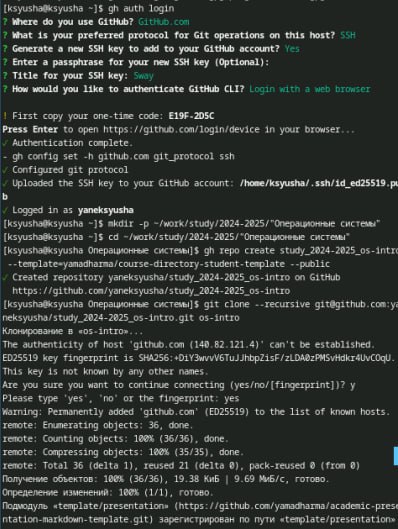 [ksyusha@ksyusha ~]$ gh auth login
? Where do you use GitHub? GitHub.com
? What is your preferred protocol for Git operations on this host? SSH
? Generate a new SSH key to add to your GitHub account? Yes
? Enter a passphrase for your new SSH key (Optional):
? Title for your SSH key: Sway
? How would you like to authenticate GitHub CLI? Login with a web browser
! First copy your one-time code: E19F-2D5C
Press Enter to open https://github.com/login/device in your browser...
✓ Authentication complete.
- gh config set -h github.com git_protocol ssh
✓ Configured git protocol
✓ Uploaded the SSH key to your GitHub account: /home/ksyusha/.ssh/id_ed25519.pu
b
✓ Logged in as yaneksyusha
[ksyusha@ksyusha ~]$ mkdir -p ~/work/study/2024-2025/"Операционные системы"
[ksyusha@ksyusha ~]$ cd ~/work/study/2024-2025/"Операционные системы"
[ksyusha@ksyusha Операционные системы]$ gh repo create study_2024-2025_os-intro
--template=yamadharma/course-directory-student-template --public
✓ Created repository yaneksyusha/study_2024-2025_os-intro on GitHub
https://github.com/yaneksyusha/study_2024-2025_os-intro
[ksyusha@ksyusha Операционные системы]$ git clone --recursive git@github.com:ya
neksyusha/study_2024-2025_os-intro.git os-intro
Клонирование в «os-intro»...
The authenticity of host 'github.com (140.82.121.4)' can't be established.
ED25519 key fingerprint is SHA256:+DiY3wvvV6TuJJhbpZisF/zLDA0zPMSvHdkr4UvCOqU.
This key is not known by any other names.
Are you sure you want to continue connecting (yes/no/[fingerprint])? y
Please type 'yes', 'no' or the fingerprint: yes
Warning: Permanently added 'github.com' (ED25519) to the list of known hosts.
remote: Enumerating objects: 36, done.
remote: Counting objects: 100% (36/36), done.
remote: Compressing objects: 100% (35/35), done.
remote: Total 36 (delta 1), reused 21 (delta 0), pack-reused 0 (from 0)
Получение объектов: 100% (36/36), 19.38 КиБ | 9.69 МиБ/с, готово.
Определение изменений: 100% (1/1), готово.
Подмодуль «template/presentation» (https://github.com/yamadharma/academic-prese
ntation-markdown-template.git) зарегистрирован по пути «template/presentation»